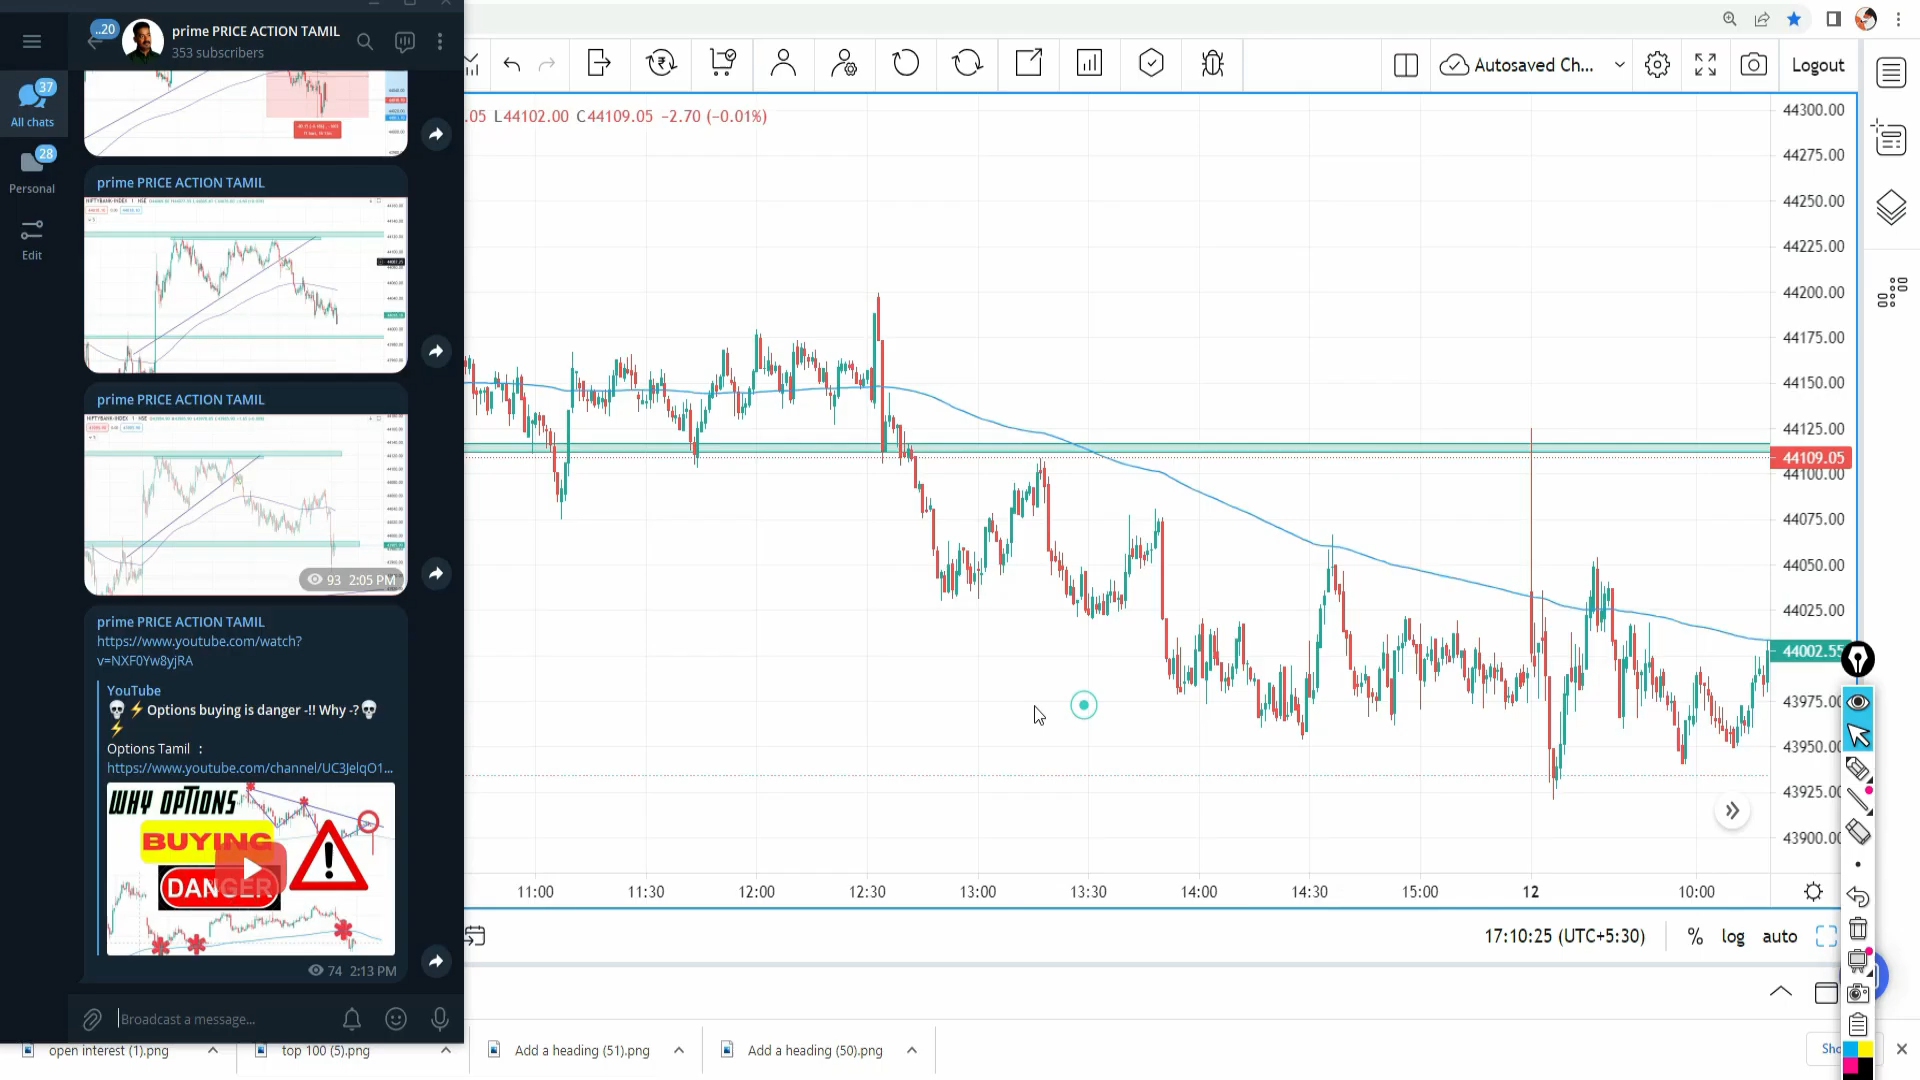 ..20
prime PRICE ACTION TAMIL
353 subscribers
37
All chats
28
Personal
Edit
prime PRICE ACTION TAMIL
prime PRICE ACTION TAMIL
93 2:05 PM
prime PRICE ACTION TAMIL
https://www.youtube.com/watch?
v=NXF0Yw8yjRA
YouTube
💀⚡Options buying is danger -!! Why -?💀
⚡
Options Tamil :
https://www.youtube.com/channel/UC3JelqO1...
WHY OPTIONS
BUYING
DANGER
74 2:13 PM
Broadcast a message...
Autosaved Ch...
Logout
.05 L44102.00 C44109.05 −2.70 (−0.01%)
44300.00
44275.00
44250.00
44225.00
44200.00
44175.00
44150.00
44125.00
44109.05
44100.00
44075.00
44050.00
44025.00
44002.55
43975.00
43950.00
43925.00
43900.00
11:00 11:30 12:00 12:30 13:00 13:30 14:00 14:30 15:00 12 10:00
17:10:25 (UTC+5:30) % log auto
open interest (1).png
top 100 (5).png
Add a heading (51).png
Add a heading (50).png